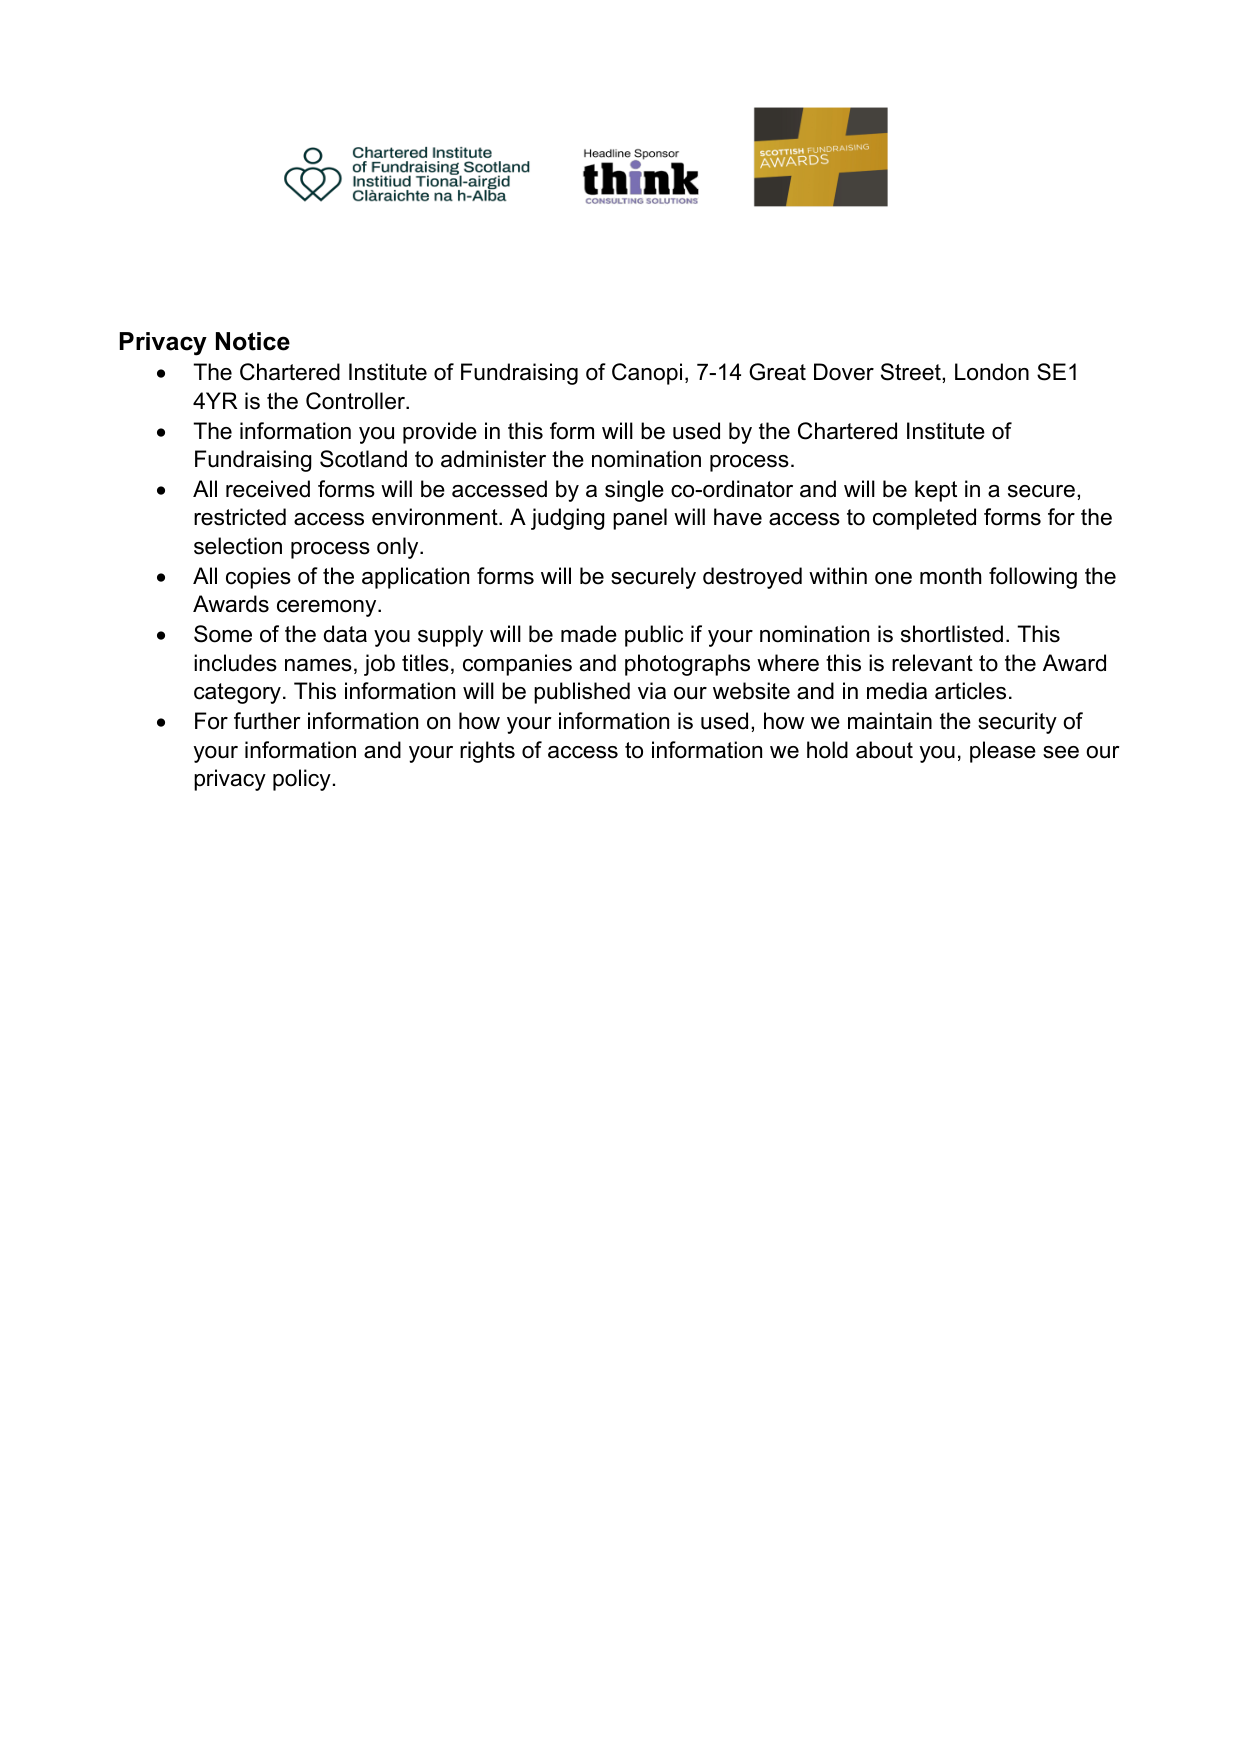 Chartered Institute
of Fundraising Scotland
Institiud Tional-airgid
Clàraichte na h-Alba
Headline Sponsor
think
CONSULTING SOLUTIONS
SCOTTISH FUNDRAISING
AWARDS
Privacy Notice
• The Chartered Institute of Fundraising of Canopi, 7-14 Great Dover Street, London SE1
4YR is the Controller.
• The information you provide in this form will be used by the Chartered Institute of
Fundraising Scotland to administer the nomination process.
• All received forms will be accessed by a single co-ordinator and will be kept in a secure,
restricted access environment. A judging panel will have access to completed forms for the
selection process only.
• All copies of the application forms will be securely destroyed within one month following the
Awards ceremony.
• Some of the data you supply will be made public if your nomination is shortlisted. This
includes names, job titles, companies and photographs where this is relevant to the Award
category. This information will be published via our website and in media articles.
• For further information on how your information is used, how we maintain the security of
your information and your rights of access to information we hold about you, please see our
privacy policy.